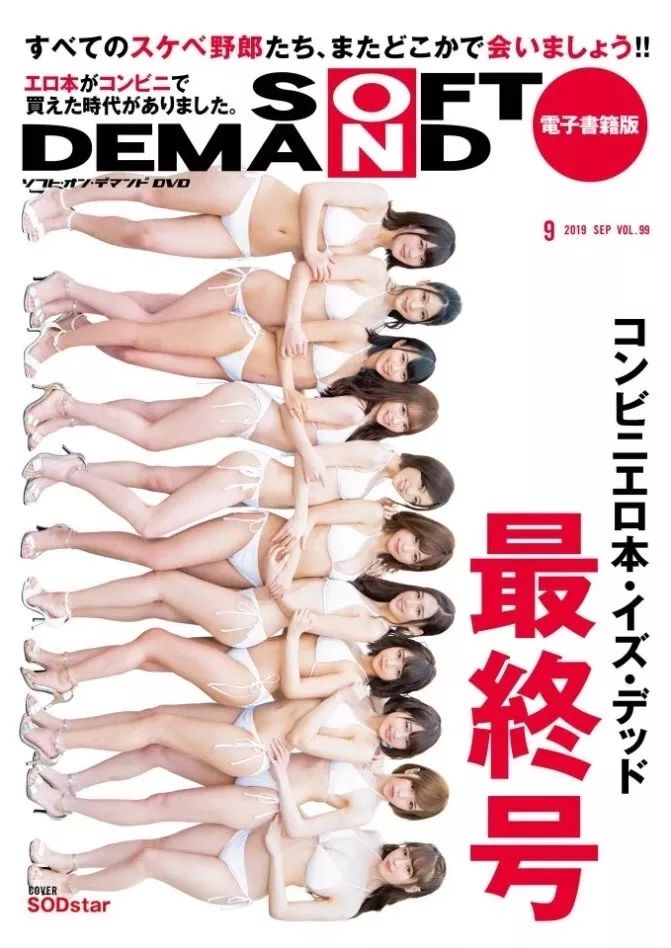 すべてのスケベ野郎たち、またどこかで会いましょう!!
エロ本がコンビニで
買えた時代がありました。
SOFT
ON
DEMAND
ソフト・オン・デマンドDVD
電子書籍版
9 2019 SEP VOL.99
コンビニエロ本・イズ・デッド
最終号
COVER
SODstar